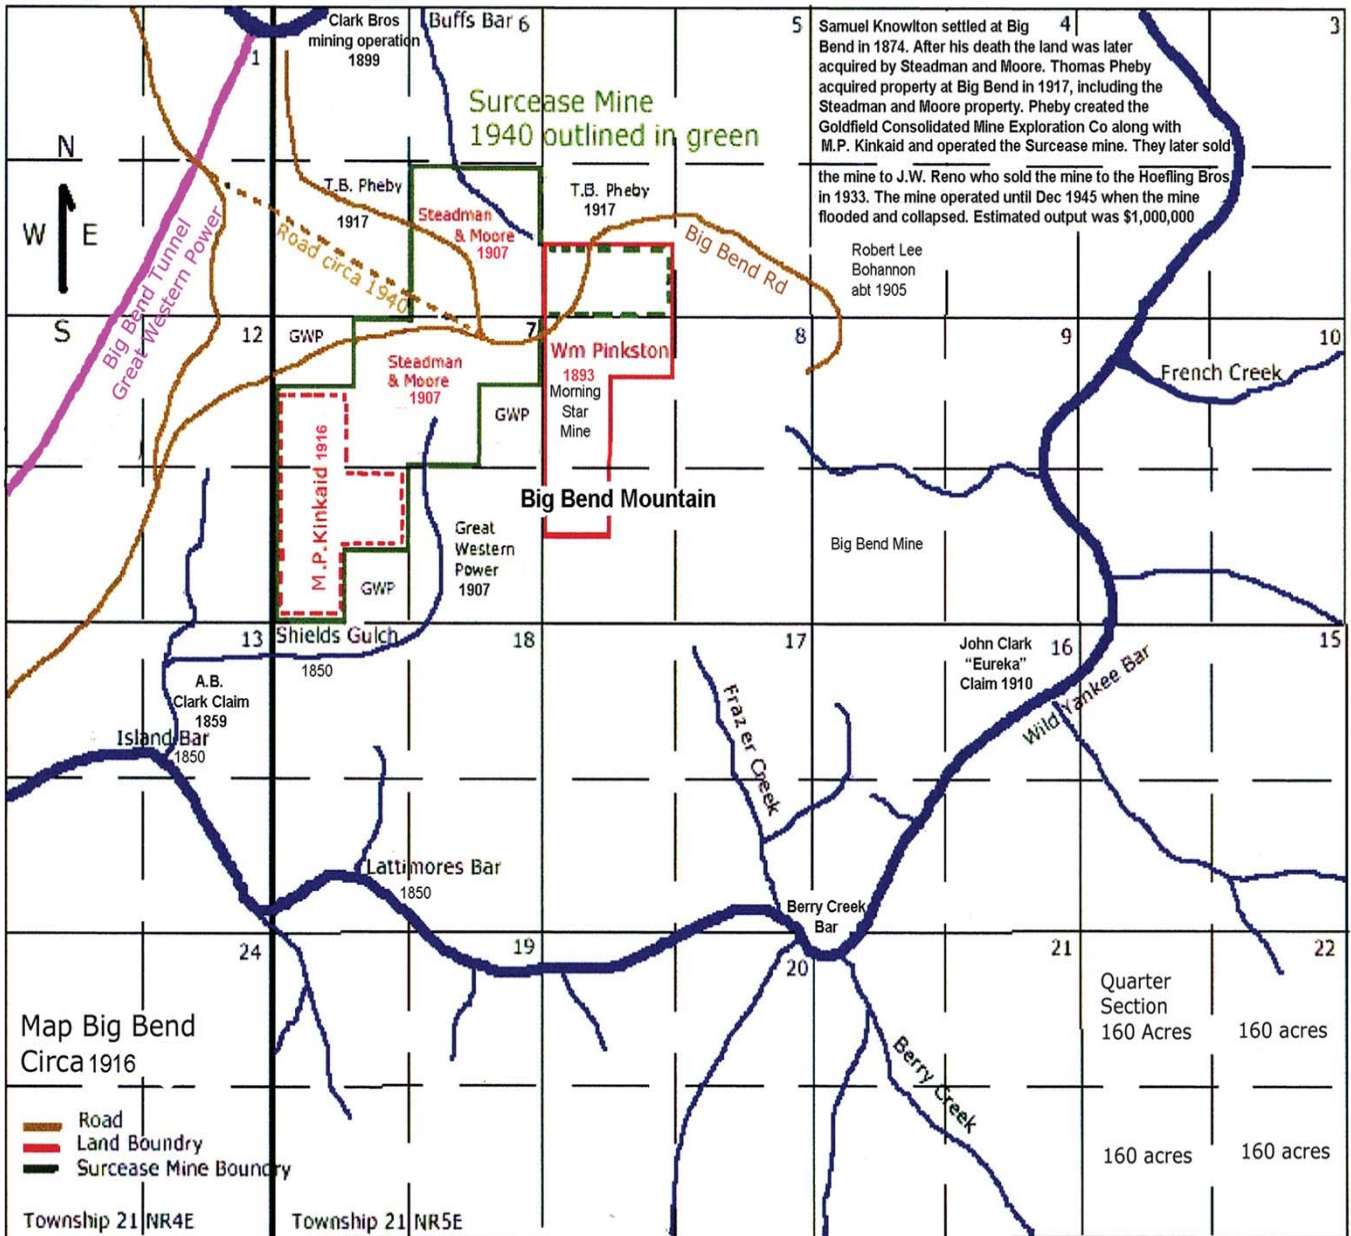 Clark Bros
mining operation
1899
Buffs Bar 6
5
4
3
1
Samuel Knowlton settled at Big
Bend in 1874. After his death the land was later
acquired by Steadman and Moore. Thomas Pheby
acquired property at Big Bend in 1917, including the
Steadman and Moore property. Pheby created the
Goldfield Consolidated Mine Exploration Co along with
M.P. Kinkaid and operated the Surcease mine. They later sold
the mine to J.W. Reno who sold the mine to the Hoefling Bros
in 1933. The mine operated until Dec 1945 when the mine
flooded and collapsed. Estimated output was $1,000,000
Surcease Mine
1940 outlined in green
N
W E
S
Big Bend Tunnel
Great Western Power
Road circa 1940
T.B. Pheby
1917
Steadman
& Moore
1907
T.B. Pheby
1917
Big Bend Rd
Robert Lee
Bohannon
abt 1905
12
GWP
7
8
9
10
Steadman
& Moore
1907
Wm Pinkston
1893
Morning
Star
Mine
GWP
French Creek
M.P.Kinkaid 1916
Big Bend Mountain
Great
Western
Power
1907
GWP
Big Bend Mine
13
Shields Gulch
1850
18
17
16
15
John Clark
"Eureka"
Claim 1910
Wild Yankee Bar
A.B.
Clark Claim
1859
Island Bar
1850
Frazer Creek
Lattimores Bar
1850
Berry Creek
Bar
24
19
20
21
22
Berry Creek
Quarter
Section
160 Acres
160 acres
160 acres
160 acres
Map Big Bend
Circa 1916
Road
Land Boundry
Surcease Mine Boundry
Township 21 NR4E
Township 21 NR5E